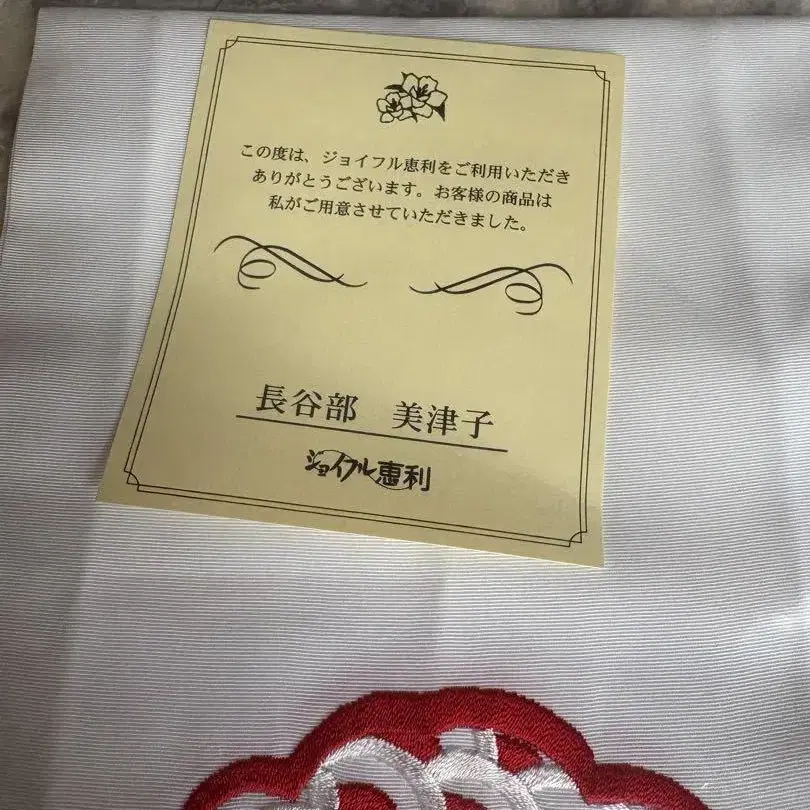 この度は、ジョイフル恵利をご利用いただき
ありがとうございます。お客様の商品は
私がご用意させていただきました。
長谷部　美津子
ジョイフル恵利